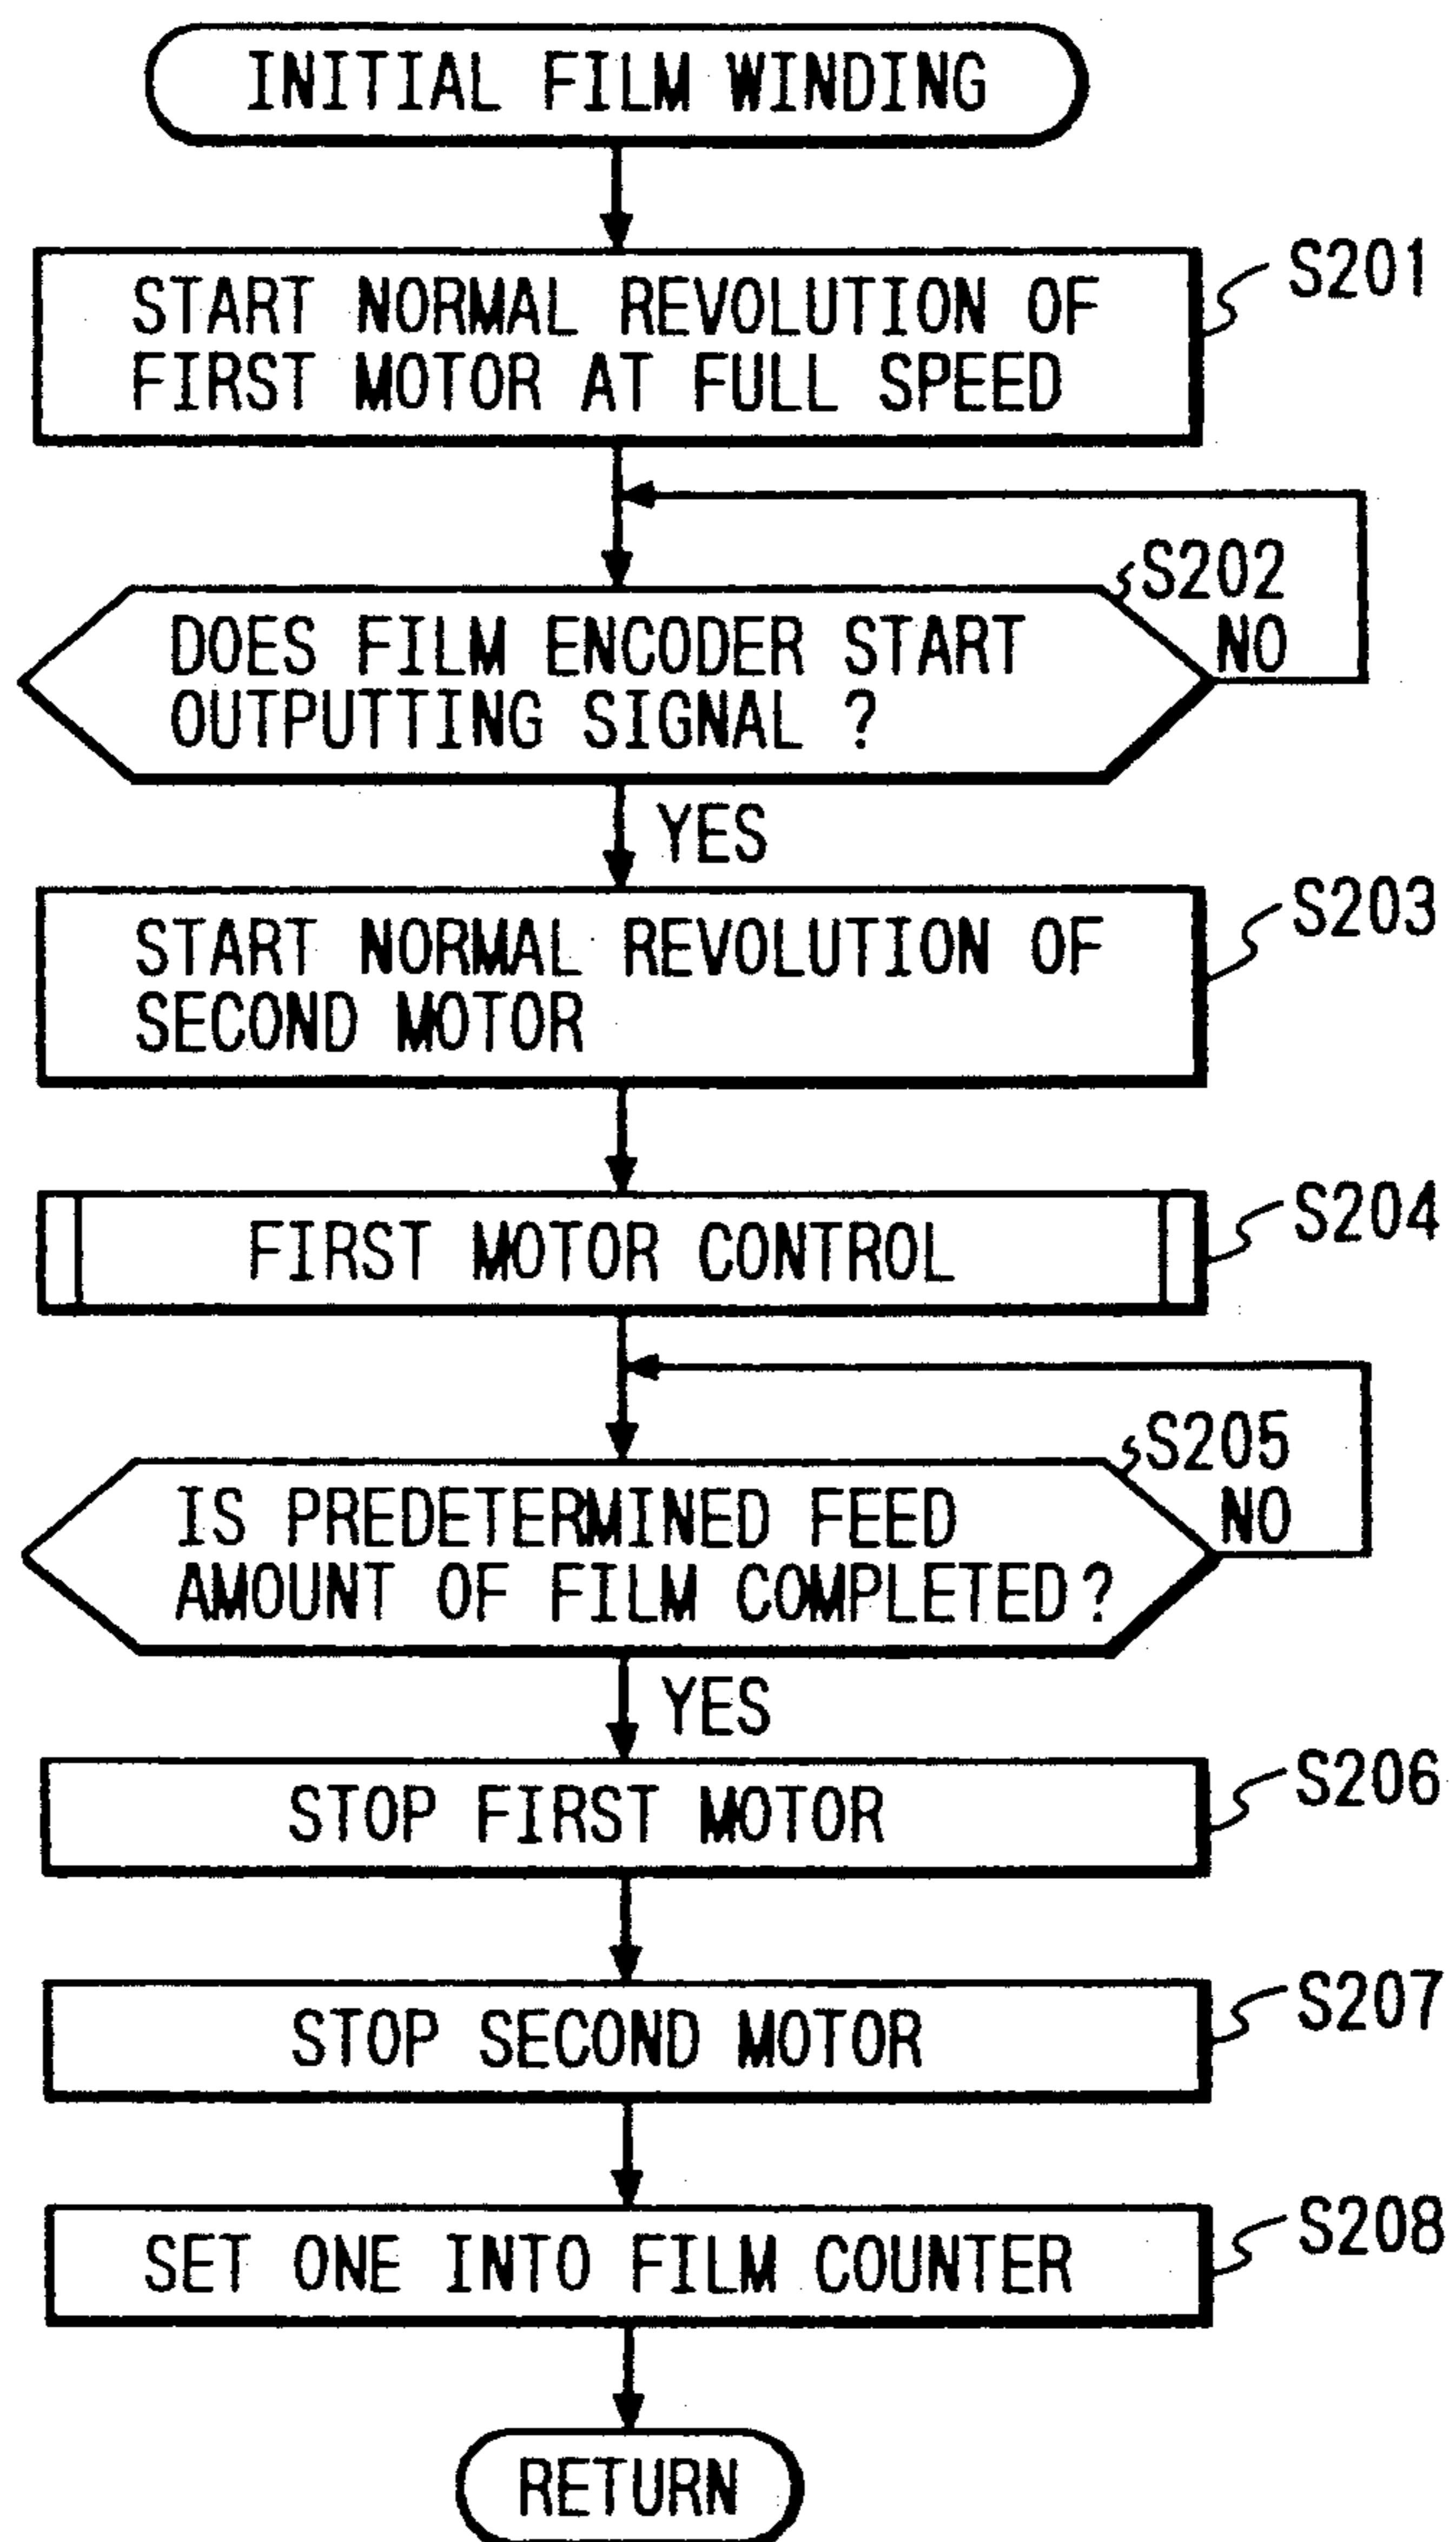 INITIAL FILM WINDING
START NORMAL REVOLUTION OF
FIRST MOTOR AT FULL SPEED
S201
S202
DOES FILM ENCODER START
OUTPUTTING SIGNAL ?
NO
YES
START NORMAL REVOLUTION OF
SECOND MOTOR
S203
FIRST MOTOR CONTROL
S204
S205
IS PREDETERMINED FEED
AMOUNT OF FILM COMPLETED ?
NO
YES
STOP FIRST MOTOR
S206
STOP SECOND MOTOR
S207
SET ONE INTO FILM COUNTER
S208
RETURN